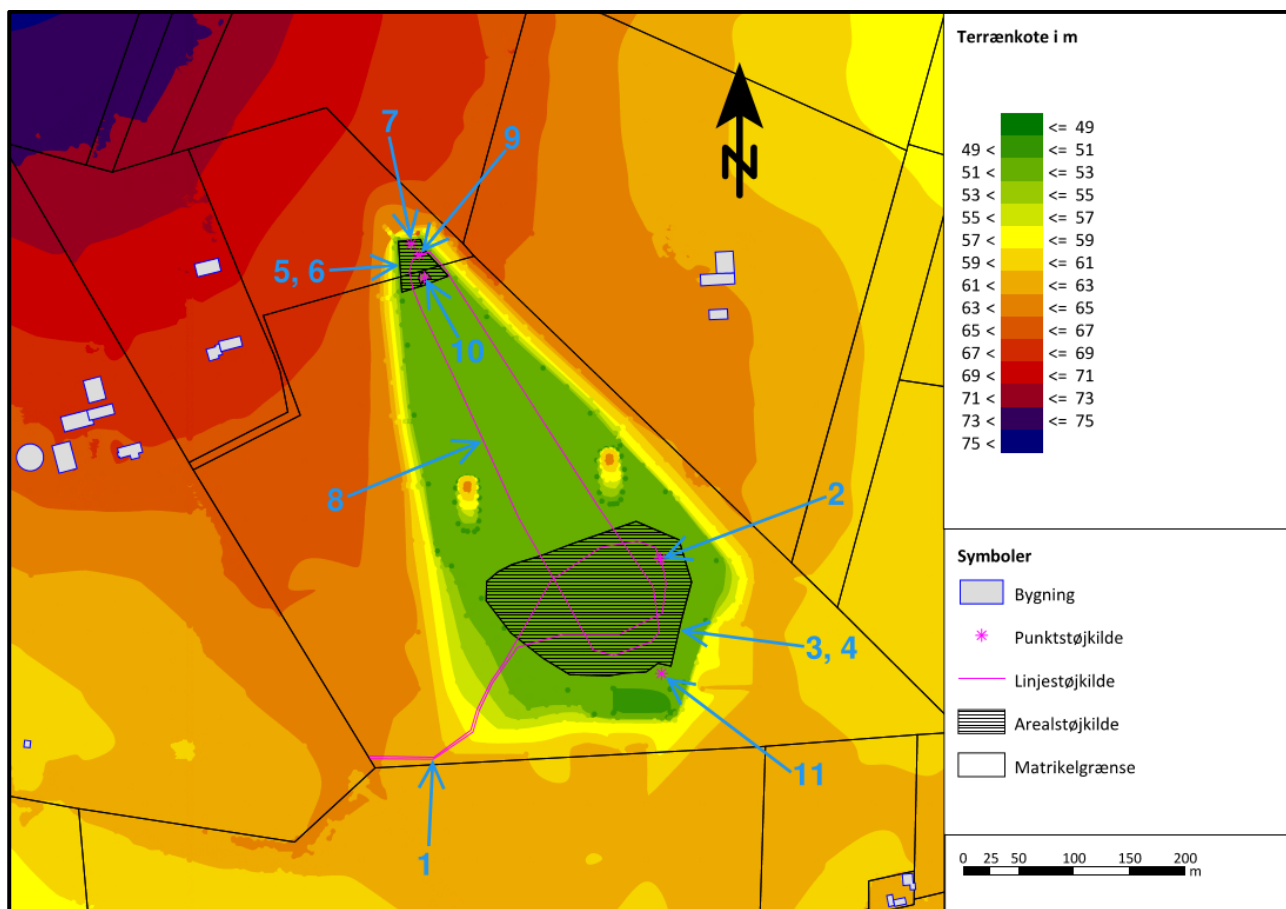 7
9
5, 6
10
8
2
3, 4
11
1
N
Terrænkote i m
<= 49
49 < <= 51
51 < <= 53
53 < <= 55
55 < <= 57
57 < <= 59
59 < <= 61
61 < <= 63
63 < <= 65
65 < <= 67
67 < <= 69
69 < <= 71
71 < <= 73
73 < <= 75
75 <
Symboler
Bygning
Punktstøjkilde
Linjestøjkilde
Arealstøjkilde
Matrikelgrænse
0 25 50 100 150 200
m